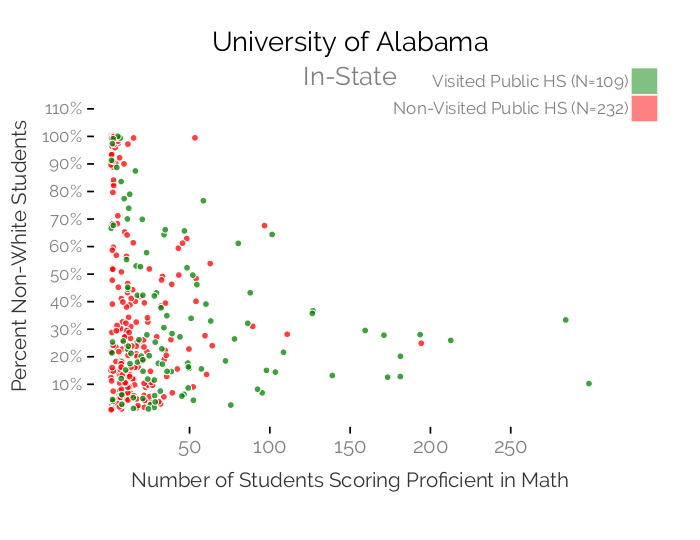 University of Alabama
In-State
Visited Public HS (N=109)
Non-Visited Public HS (N=232)
Percent Non-White Students
110%
100%
90%
80%
70%
60%
50%
40%
30%
20%
10%
50 100 150 200 250
Number of Students Scoring Proficient in Math